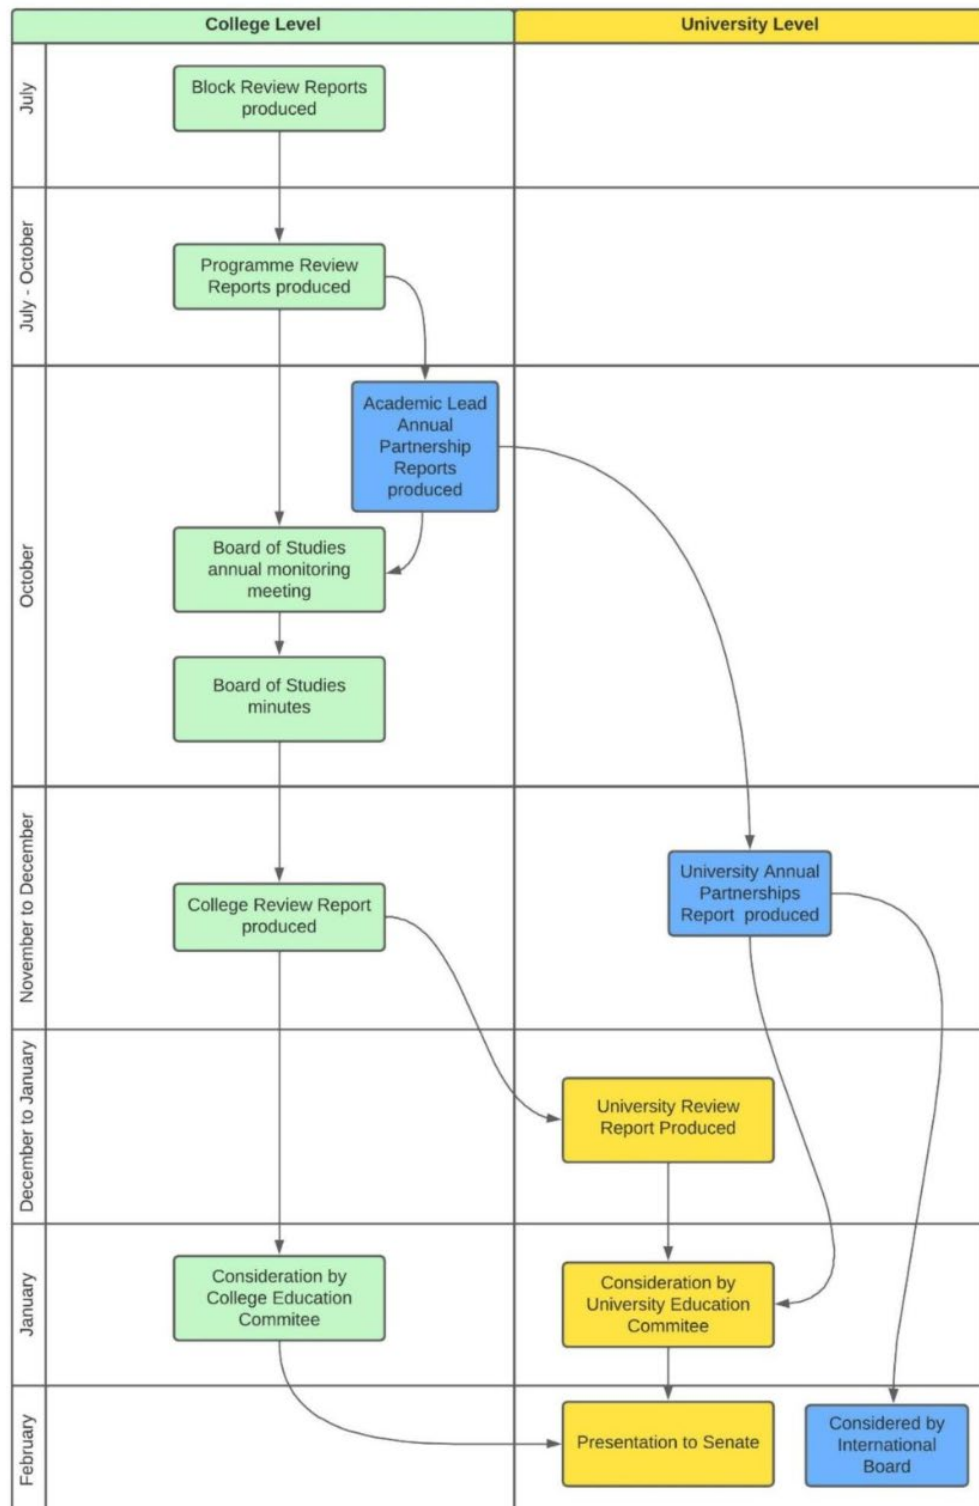 College Level
University Level
July
Block Review Reports
produced
July - October
Programme Review
Reports produced
October
Academic Lead
Annual
Partnership
Reports
produced
Board of Studies
annual monitoring
meeting
Board of Studies
minutes
November to December
College Review Report
produced
University Annual
Partnerships
Report produced
December to January
University Review
Report Produced
January
Consideration by
College Education
Commitee
Consideration by
University Education
Commitee
February
Presentation to Senate
Considered by
International
Board